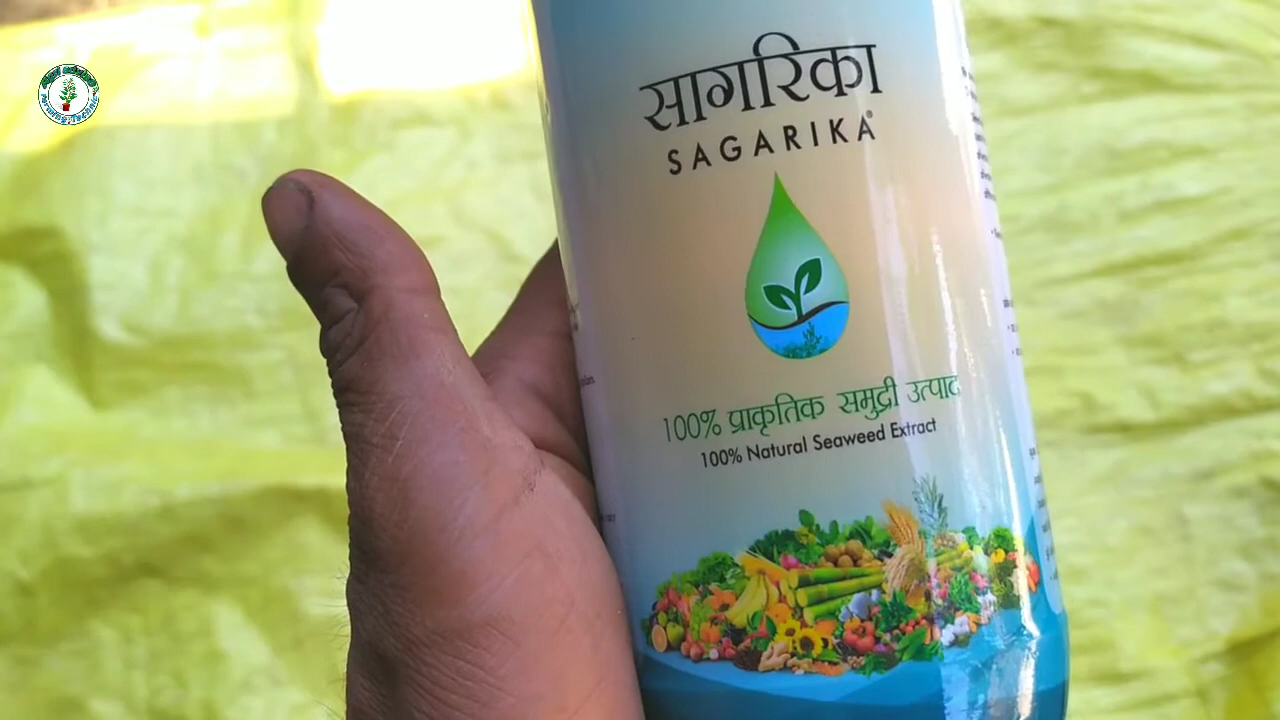 सागरिका
SAGARIKA®
100% प्राकृतिक समुद्री उत्पाद
100% Natural Seaweed Extract